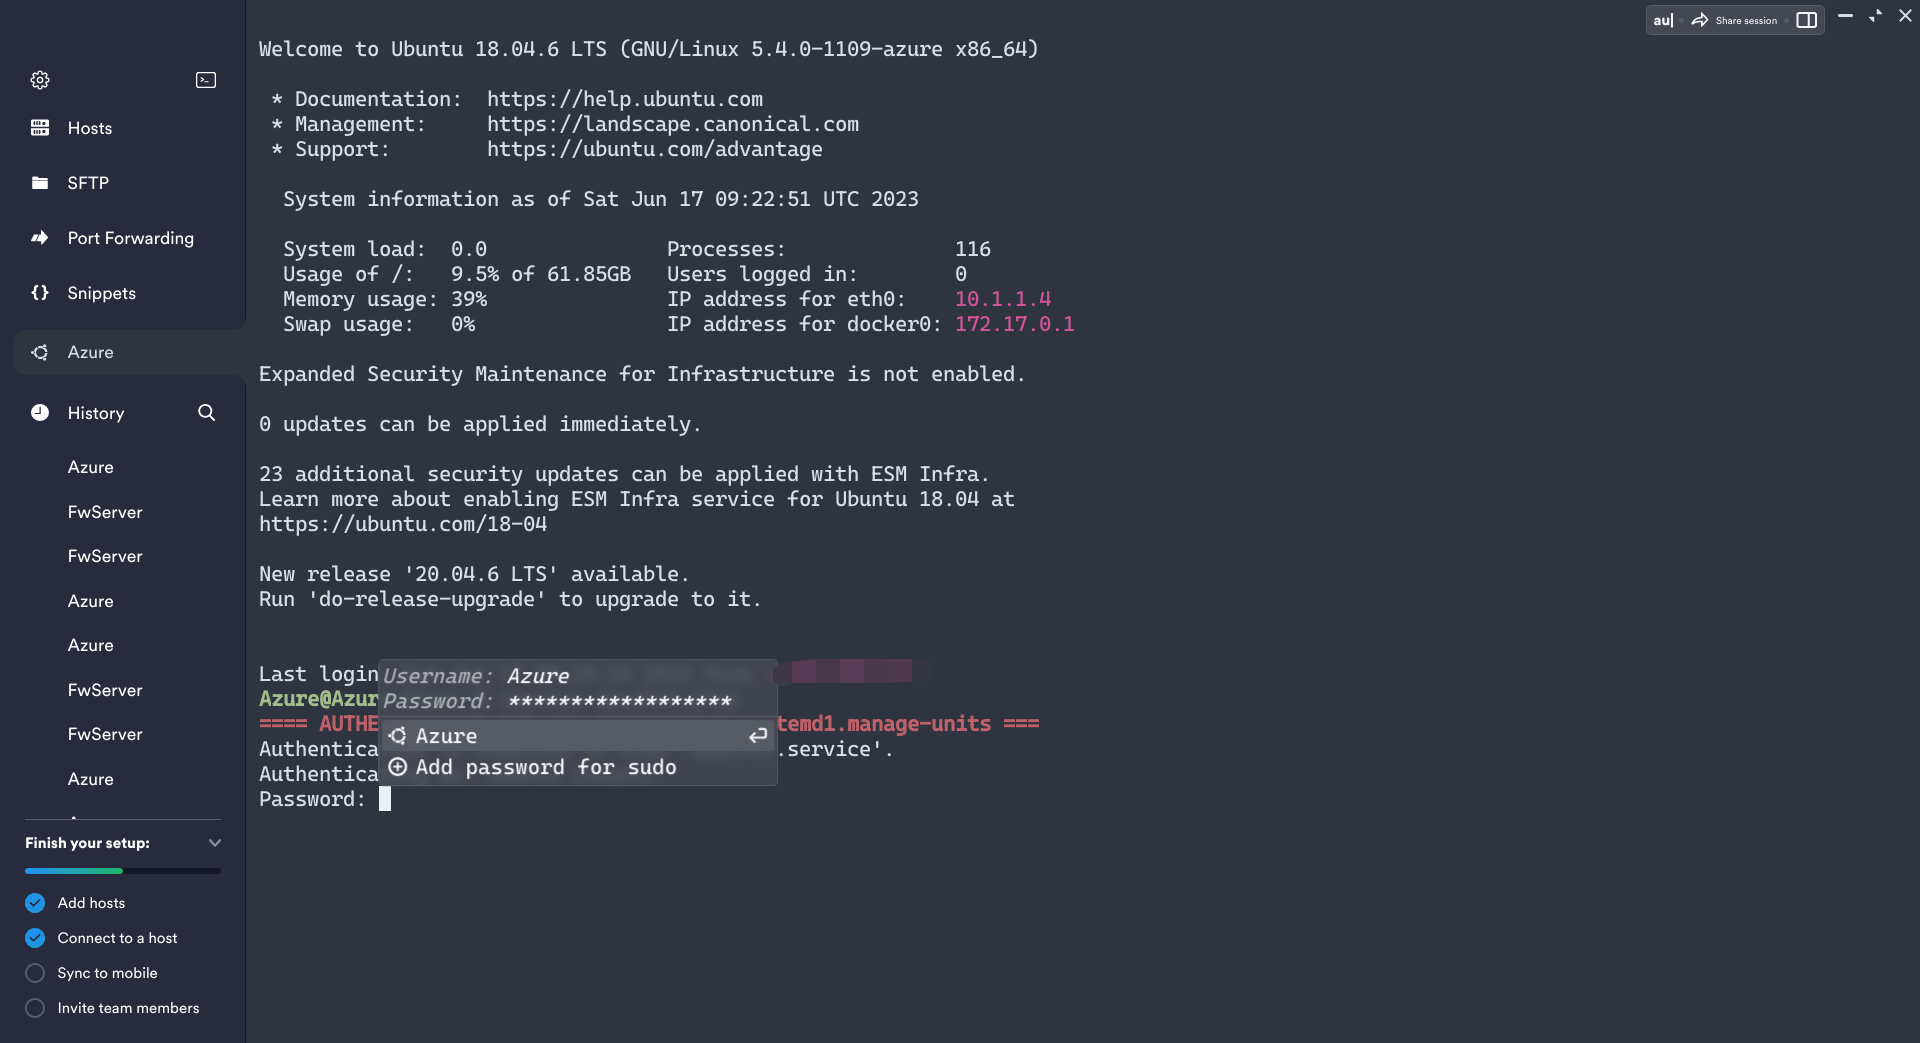 au
Share session
Hosts
SFTP
Port Forwarding
Snippets
Azure
History
Azure
FwServer
FwServer
Azure
Azure
FwServer
FwServer
Azure
Finish your setup:
Add hosts
Connect to a host
Sync to mobile
Invite team members
Welcome to Ubuntu 18.04.6 LTS (GNU/Linux 5.4.0-1109-azure x86_64)
* Documentation:  https://help.ubuntu.com
* Management:     https://landscape.canonical.com
* Support:        https://ubuntu.com/advantage
System information as of Sat Jun 17 09:22:51 UTC 2023
System load:  0.0               Processes:              116
Usage of /:   9.5% of 61.85GB   Users logged in:        0
Memory usage: 39%               IP address for eth0:    10.1.1.4
Swap usage:   0%                IP address for docker0: 172.17.0.1
Expanded Security Maintenance for Infrastructure is not enabled.
0 updates can be applied immediately.
23 additional security updates can be applied with ESM Infra.
Learn more about enabling ESM Infra service for Ubuntu 18.04 at
https://ubuntu.com/18-04
New release '20.04.6 LTS' available.
Run 'do-release-upgrade' to upgrade to it.
Last login
Azure@Azur
==== AUTHE temd1.manage-units ===
Authentica .service'.
Authentica
Password:
Username: Azure
Password: ******************
Azure
Add password for sudo